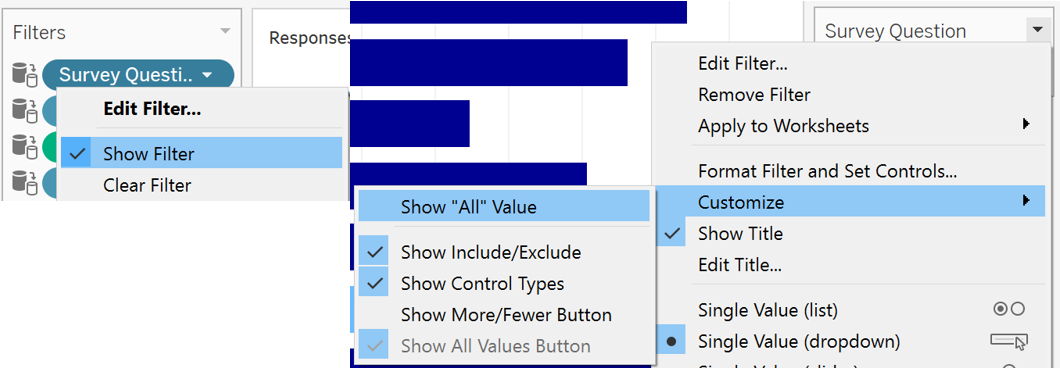 Filters
Survey Questi..
Edit Filter...
Show Filter
Clear Filter
Responses
Show "All" Value
Show Include/Exclude
Show Control Types
Show More/Fewer Button
Show All Values Button
Survey Question
Edit Filter...
Remove Filter
Apply to Worksheets
Format Filter and Set Controls...
Customize
Show Title
Edit Title...
Single Value (list)
Single Value (dropdown)